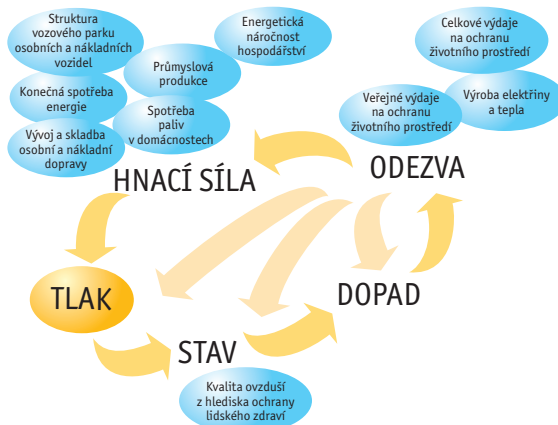 Struktura
vozového parku
osobních a nákladních
vozidel
Energetická
náročnost
hospodářství
Průmyslová
produkce
Konečná spotřeba
energie
Spotřeba
paliv
v domácnostech
Vývoj a skladba
osobní a nákladní
dopravy
Celkové výdaje
na ochranu
životního prostředí
Výroba elektřiny
a tepla
Veřejné výdaje na
ochranu
životního prostředí
HNACÍ SÍLA
ODEZVA
TLAK
DOPAD
STAV
Kvalita ovzduší
z hlediska ochrany
lidského zdraví